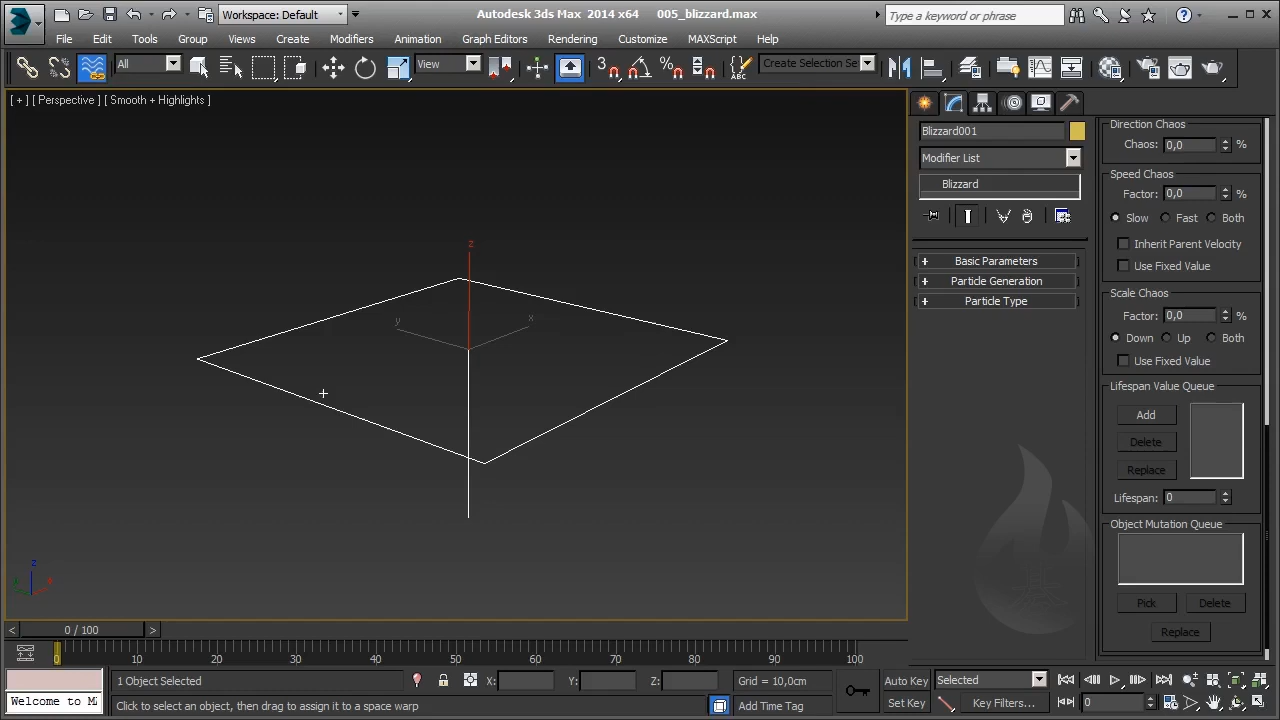 Workspace: Default
Autodesk 3ds Max 2014 x64 005_blizzard.max
Type a keyword or phrase
File Edit Tools Group Views Create Modifiers Animation Graph Editors Rendering Customize MAXScript Help
All
View
3
Create Selection Se
[ + ] [ Perspective ] [ Smooth + Highlights ]
z
y
x
z
x
0 / 100
Blizzard001
Modifier List
Blizzard
+ Basic Parameters
+ Particle Generation
+ Particle Type
Direction Chaos
Chaos: 0,0 %
Speed Chaos
Factor: 0,0 %
Slow Fast Both
Inherit Parent Velocity
Use Fixed Value
Scale Chaos
Factor: 0,0 %
Down Up Both
Use Fixed Value
Lifespan Value Queue
Add
Delete
Replace
Lifespan: 0
Object Mutation Queue
Pick Delete
Replace
0 10 20 30 40 50 60 70 80 90 100
1 Object Selected X: Y: Z: Grid = 10,0cm
Auto Key Selected
Welcome to M
Click to select an object, then drag to assign it to a space warp
Add Time Tag
Set Key Key Filters... 0